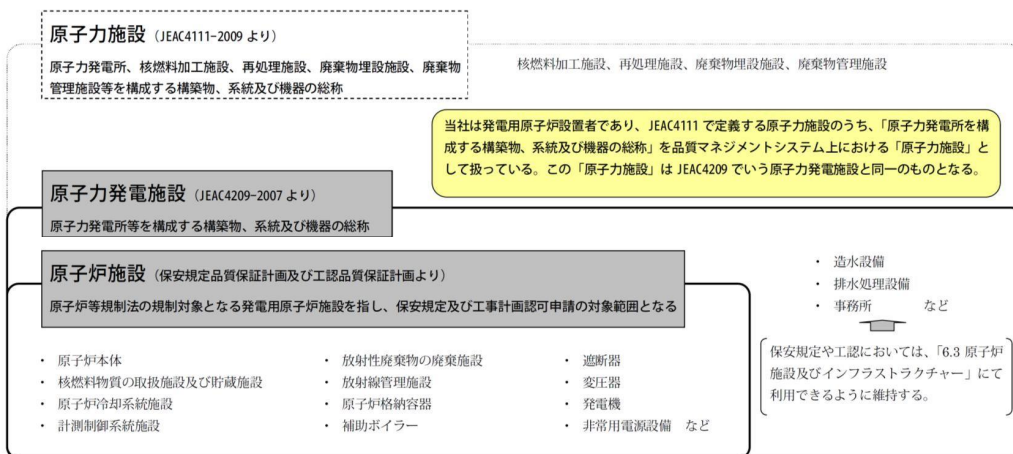 原子力施設（JEAC4111-2009 より）
原子力発電所、核燃料加工施設、再処理施設、廃棄物埋設施設、廃棄物
管理施設等を構成する構築物、系統及び機器の総称
核燃料加工施設、再処理施設、廃棄物埋設施設、廃棄物管理施設
当社は発電用原子炉設置者であり、JEAC4111 で定義する原子力施設のうち、「原子力発電所を構
成する構築物、系統及び機器の総称」を品質マネジメントシステム上における「原子力施設」と
して扱っている。この「原子力施設」は JEAC4209 でいう原子力発電施設と同一のものとなる。
原子力発電施設（JEAC4209-2007 より）
原子力発電所等を構成する構築物、系統及び機器の総称
原子炉施設（保安規定品質保証計画及び工認品質保証計画より）
原子炉等規制法の規制対象となる発電用原子炉施設を指し、保安規定及び工事計画認可申請の対象範囲となる
・ 原子炉本体
・ 核燃料物質の取扱施設及び貯蔵施設
・ 原子炉冷却系統施設
・ 計測制御系統施設
・ 放射性廃棄物の廃棄施設
・ 放射線管理施設
・ 原子炉格納容器
・ 補助ボイラー
・ 遮断器
・ 変圧器
・ 発電機
・ 非常用電源設備 など
・ 造水設備
・ 排水処理設備
・ 事務所 など
保安規定や工認においては、「6.3 原子炉
施設及びインフラストラクチャー」にて
利用できるように維持する。